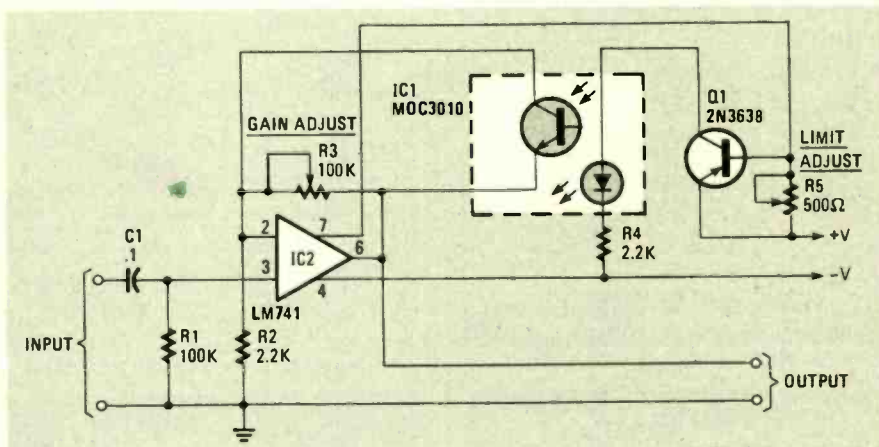 IC1
MOC3010
Q1
2N3638
GAIN ADJUST
R3
100K
LIMIT
ADJUST
R5
500Ω
+V
-V
R4
2.2K
C1
.1
2
7
6
3
4
IC2
LM741
INPUT
R1
100K
R2
2.2K
OUTPUT